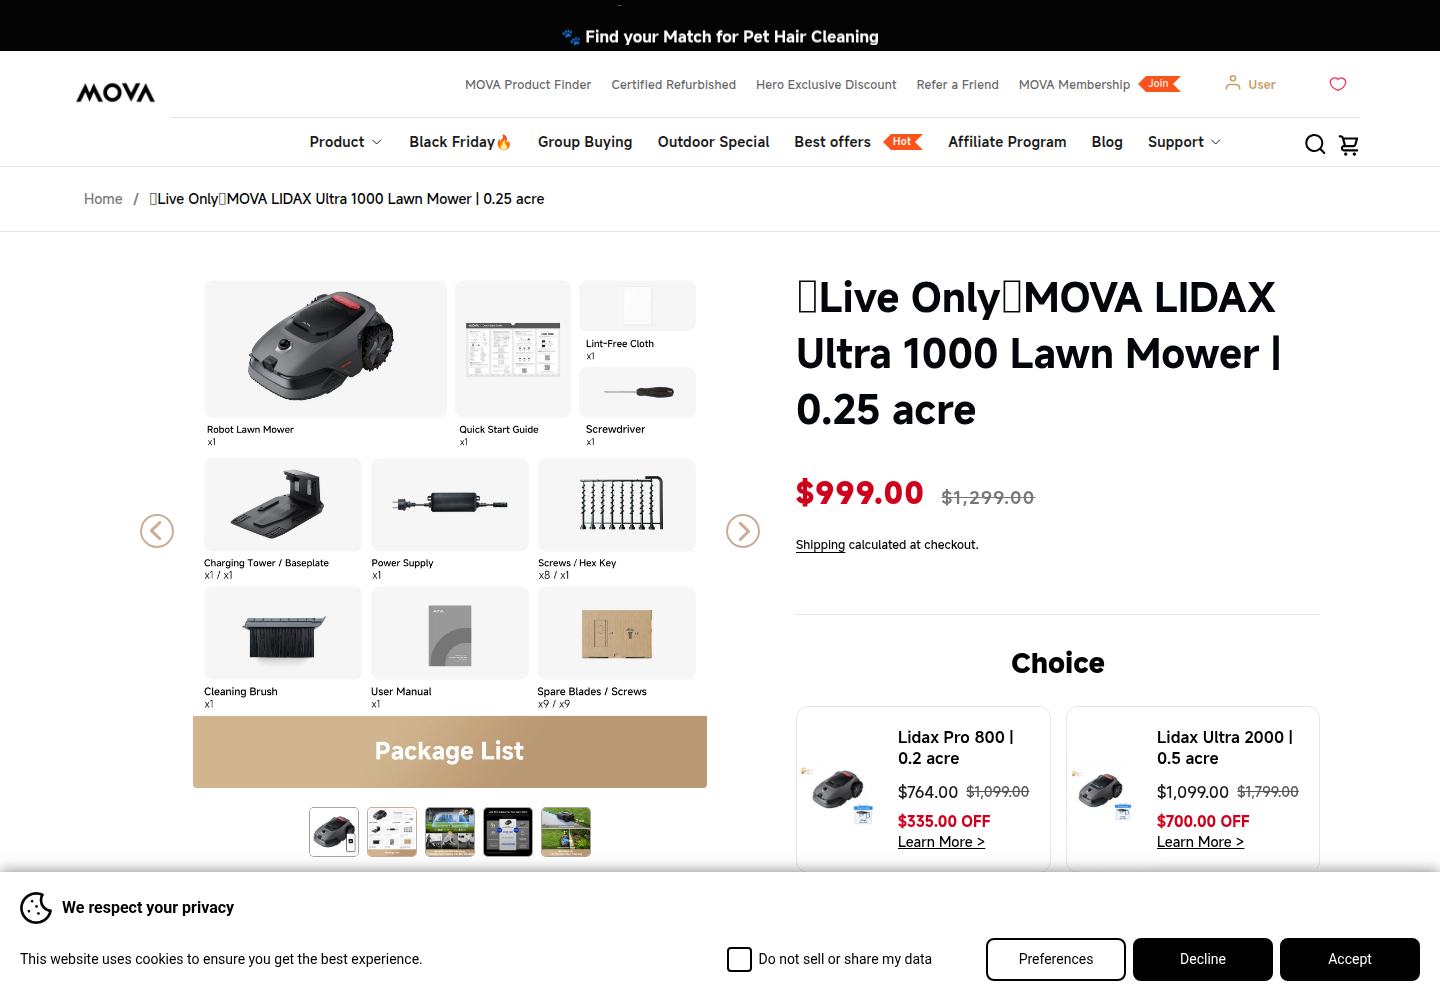 🐾 Find your Match for Pet Hair Cleaning
MOVA
MOVA Product Finder
Certified Refurbished
Hero Exclusive Discount
Refer a Friend
MOVA Membership
Join
User
Product
Black Friday🔥
Group Buying
Outdoor Special
Best offers
Hot
Affiliate Program
Blog
Support
Home / Live OnlyMOVA LIDAX Ultra 1000 Lawn Mower | 0.25 acre
Robot Lawn Mower
x1
Quick Start Guide
x1
Lint-Free Cloth
x1
Screwdriver
x1
Charging Tower / Baseplate
x1 / x1
Power Supply
x1
Screws / Hex Key
x8 / x1
Cleaning Brush
x1
User Manual
x1
Spare Blades / Screws
x9 / x9
Package List
Live OnlyMOVA LIDAX
Ultra 1000 Lawn Mower |
0.25 acre
$999.00 $1,299.00
Shipping calculated at checkout.
Choice
Lidax Pro 800 |
0.2 acre
$764.00 $1,099.00
$335.00 OFF
Learn More >
Lidax Ultra 2000 |
0.5 acre
$1,099.00 $1,799.00
$700.00 OFF
Learn More >
We respect your privacy
This website uses cookies to ensure you get the best experience.
Do not sell or share my data
Preferences
Decline
Accept